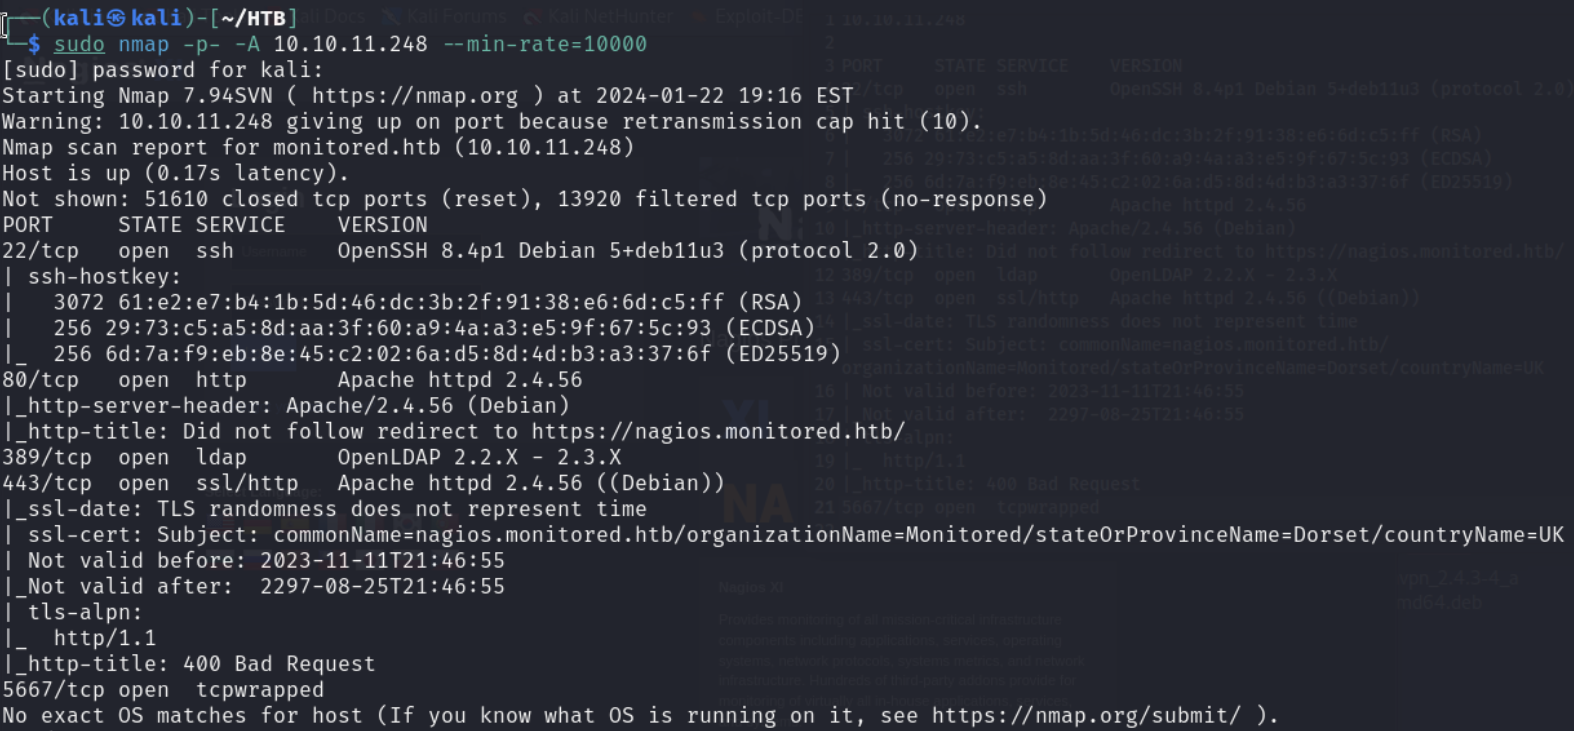 (kali㉿kali)-[~/HTB]
$ sudo nmap -p- -A 10.10.11.248 --min-rate=10000
[sudo] password for kali:
Starting Nmap 7.94SVN ( https://nmap.org ) at 2024-01-22 19:16 EST
Warning: 10.10.11.248 giving up on port because retransmission cap hit (10).
Nmap scan report for monitored.htb (10.10.11.248)
Host is up (0.17s latency).
Not shown: 51610 closed tcp ports (reset), 13920 filtered tcp ports (no-response)
PORT     STATE SERVICE    VERSION
22/tcp   open  ssh        OpenSSH 8.4p1 Debian 5+deb11u3 (protocol 2.0)
| ssh-hostkey:
|   3072 61:e2:e7:b4:1b:5d:46:dc:3b:2f:91:38:e6:6d:c5:ff (RSA)
|   256 29:73:c5:a5:8d:aa:3f:60:a9:4a:a3:e5:9f:67:5c:93 (ECDSA)
|_  256 6d:7a:f9:eb:8e:45:c2:02:6a:d5:8d:4d:b3:a3:37:6f (ED25519)
80/tcp   open  http       Apache httpd 2.4.56
|_http-server-header: Apache/2.4.56 (Debian)
|_http-title: Did not follow redirect to https://nagios.monitored.htb/
389/tcp  open  ldap       OpenLDAP 2.2.X - 2.3.X
443/tcp  open  ssl/http   Apache httpd 2.4.56 ((Debian))
|_ssl-date: TLS randomness does not represent time
| ssl-cert: Subject: commonName=nagios.monitored.htb/organizationName=Monitored/stateOrProvinceName=Dorset/countryName=UK
| Not valid before: 2023-11-11T21:46:55
|_Not valid after:  2297-08-25T21:46:55
| tls-alpn:
|_  http/1.1
|_http-title: 400 Bad Request
5667/tcp open  tcpwrapped
No exact OS matches for host (If you know what OS is running on it, see https://nmap.org/submit/ ).